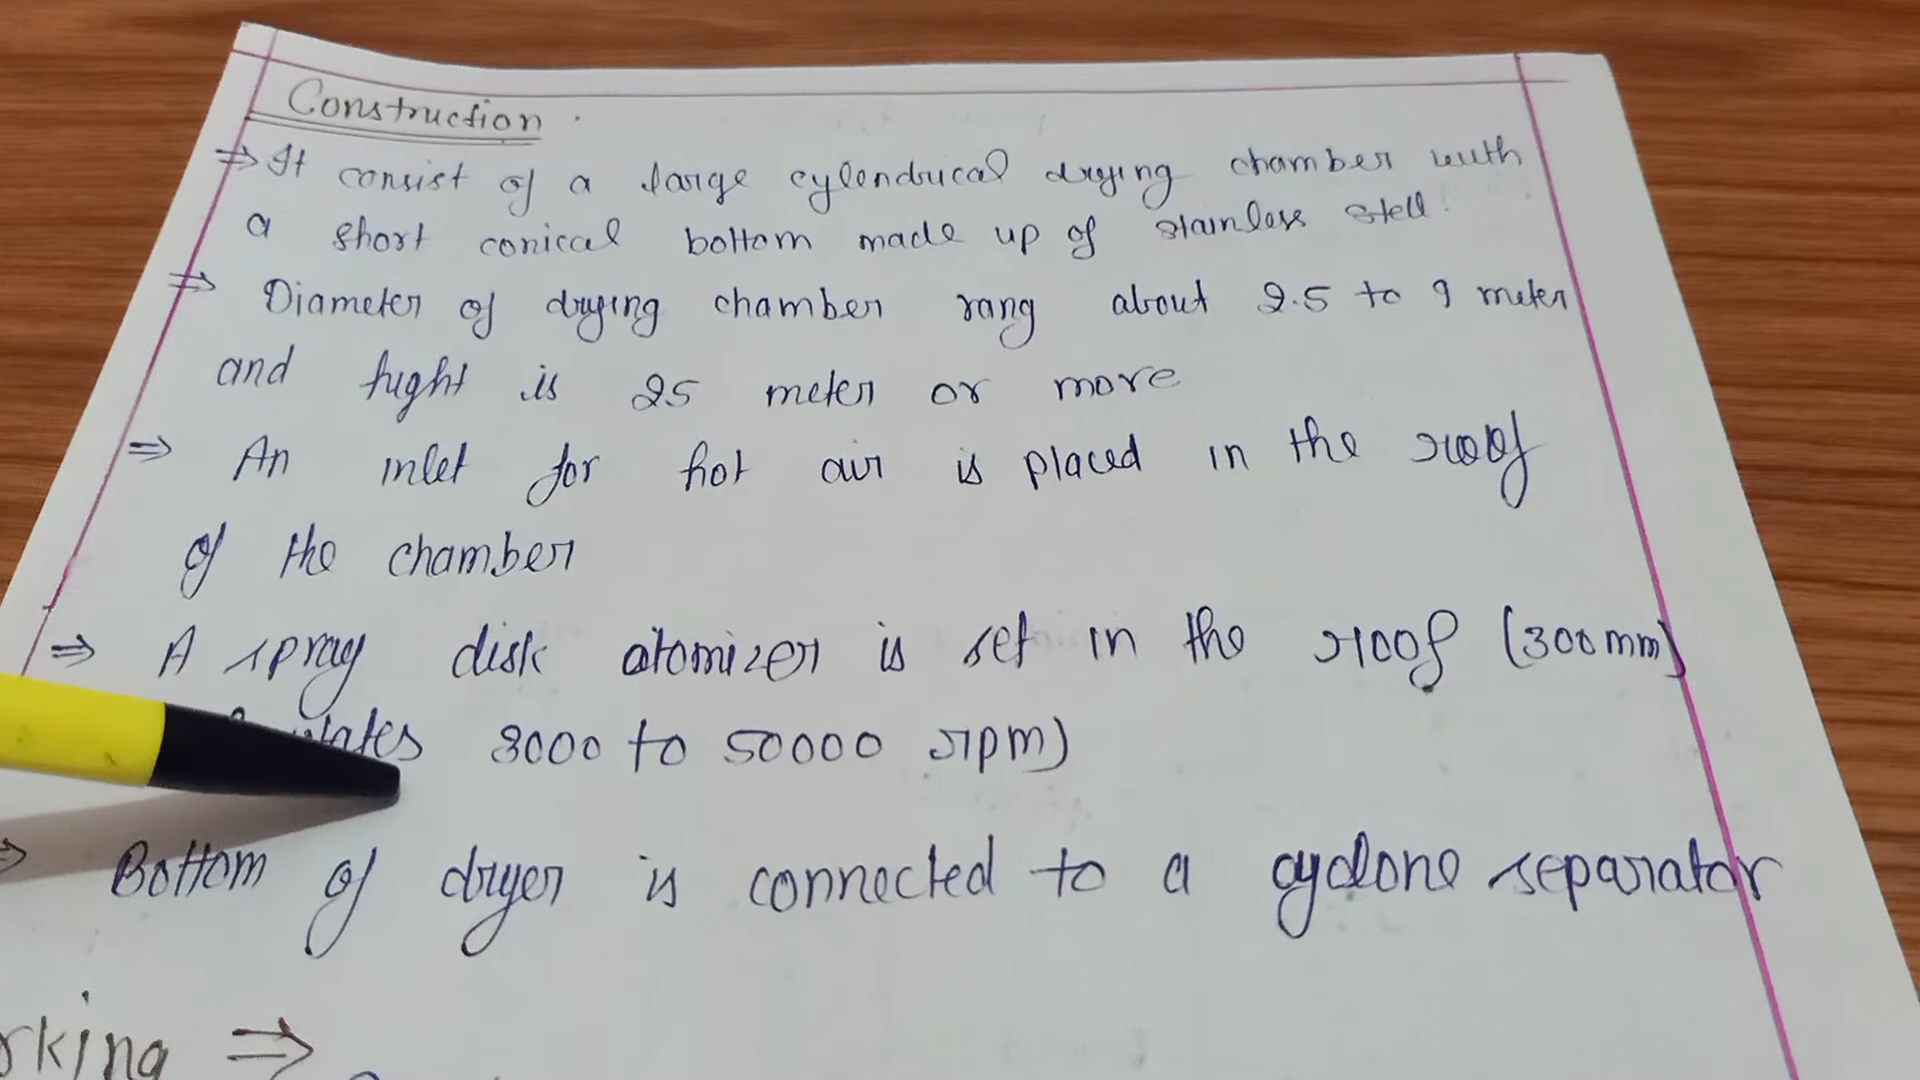 Construction
⇒ It consist of a large cylendrical drying chamber with
a short conical bottom made up of stainless stell.
⇒ Diameter of drying chamber rang about 2.5 to 9 meter
and hight is 25 meter or more
⇒ An inlet for hot air is placed in the roof
of the chamber
⇒ A spray disk atomizer is set in the roof (300mm)
3000 to 50000 rpm)
⇒ Bottom of dryer is connected to a cyclone separator
rking ⇒